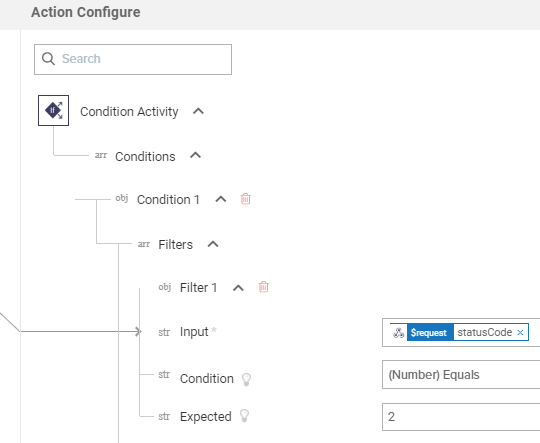 Action Configure
Search
If
Condition Activity
arr Conditions
obj Condition 1
arr Filters
obj Filter 1
str Input * $request statusCode ×
str Condition (Number) Equals
str Expected 2